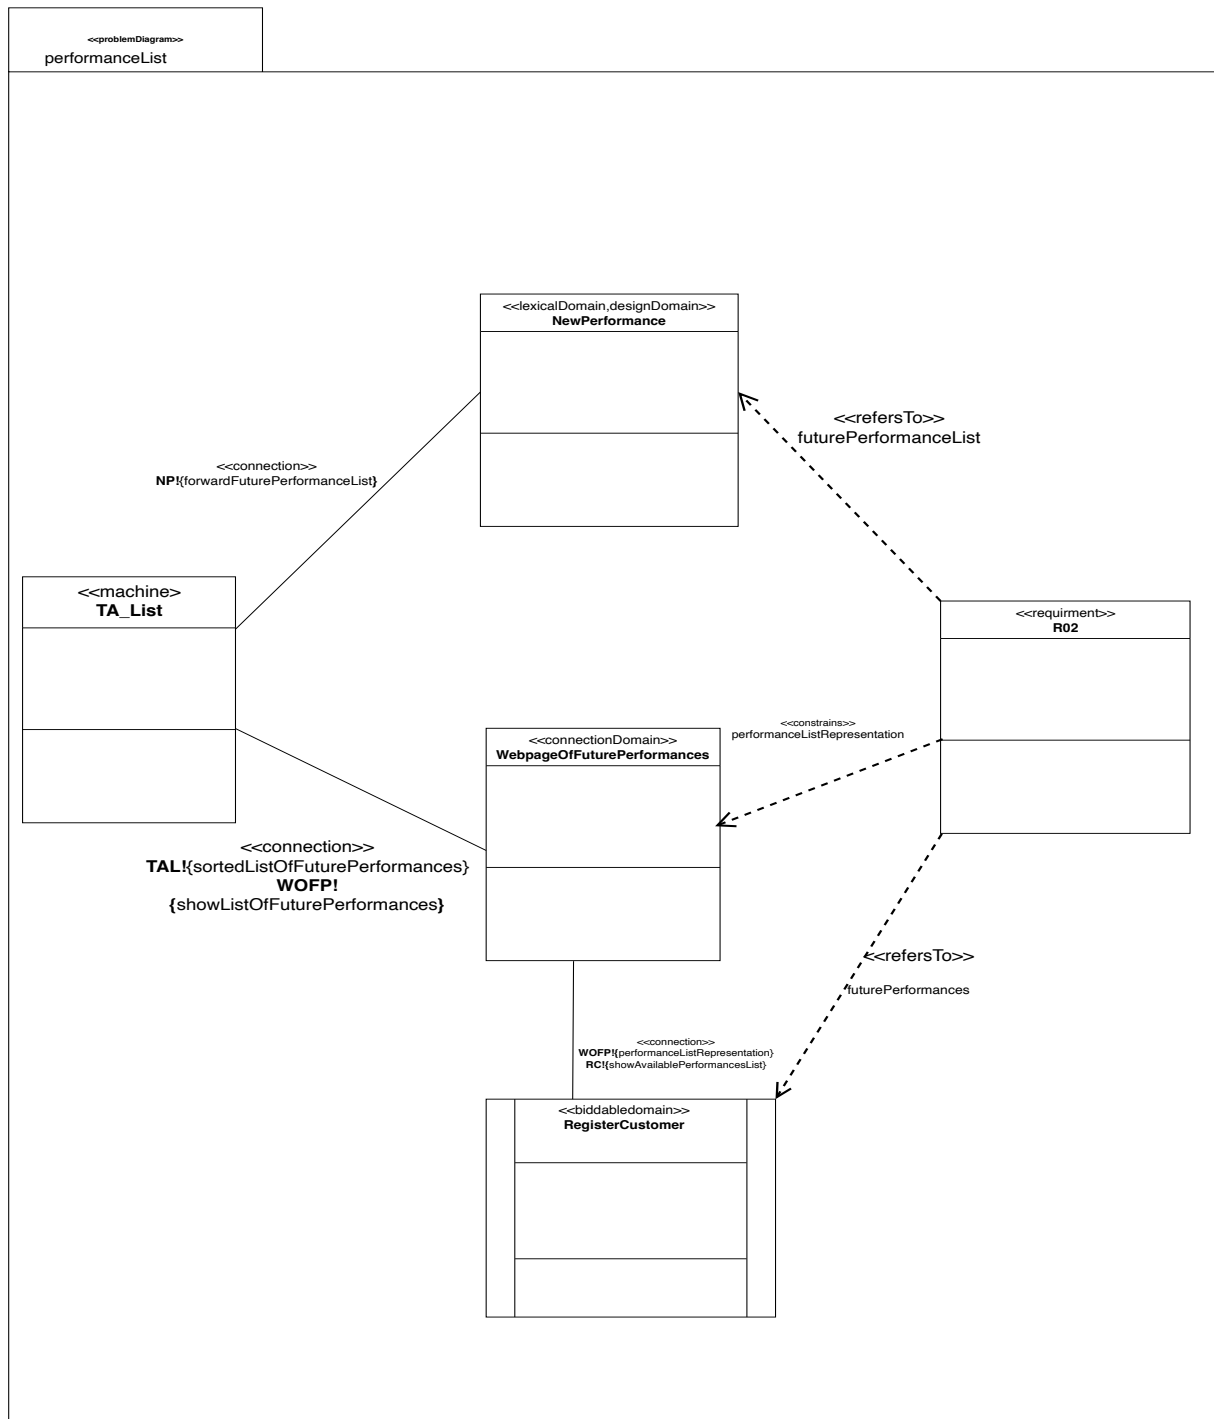 <<problemDiagram>>
performanceList
<<lexicalDomain,designDomain>>
NewPerformance
<<refersTo>>
futurePerformanceList
<<connection>>
NP!{forwardFuturePerformanceList}
<<machine>
TA_List
<<requirment>>
R02
<<constrains>>
performanceListRepresentation
<<connectionDomain>>
WebpageOfFuturePerformances
<<connection>>
TAL!{sortedListOfFuturePerformances}
WOFP!
{showListOfFuturePerformances}
<<refersTo>>
futurePerformances
<<connection>>
WOFP!{performanceListRepresentation}
RC!{showAvailablePerformancesList}
<<biddabledomain>>
RegisterCustomer